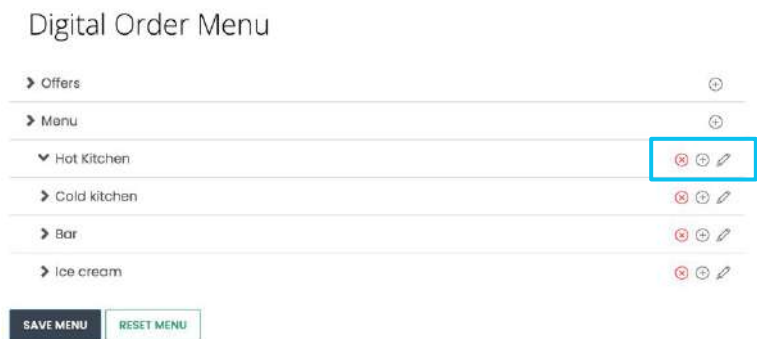 Digital Order Menu
Offers
Menu
Hot Kitchen
Cold kitchen
Bar
Ice cream
SAVE MENU RESET MENU